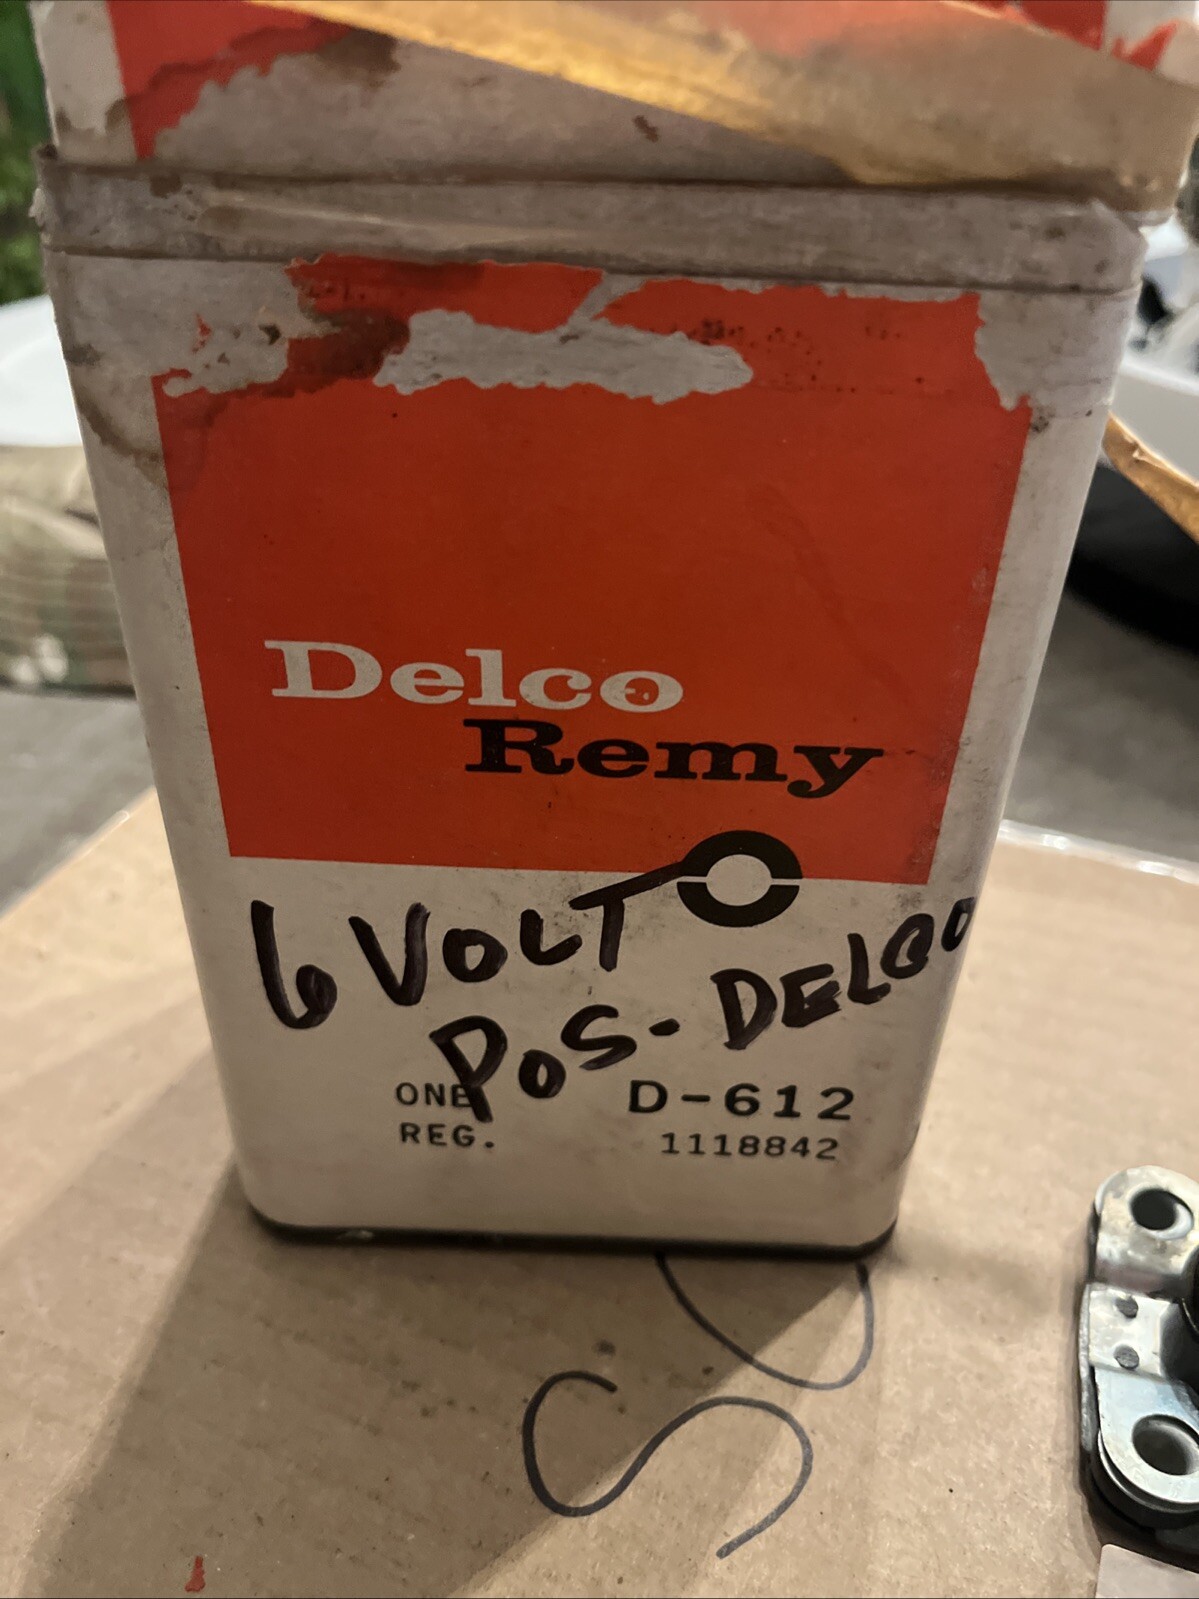 Delco
Remy
6 VOLT
POS-DELCO
ONE D-612
REG. 1118842